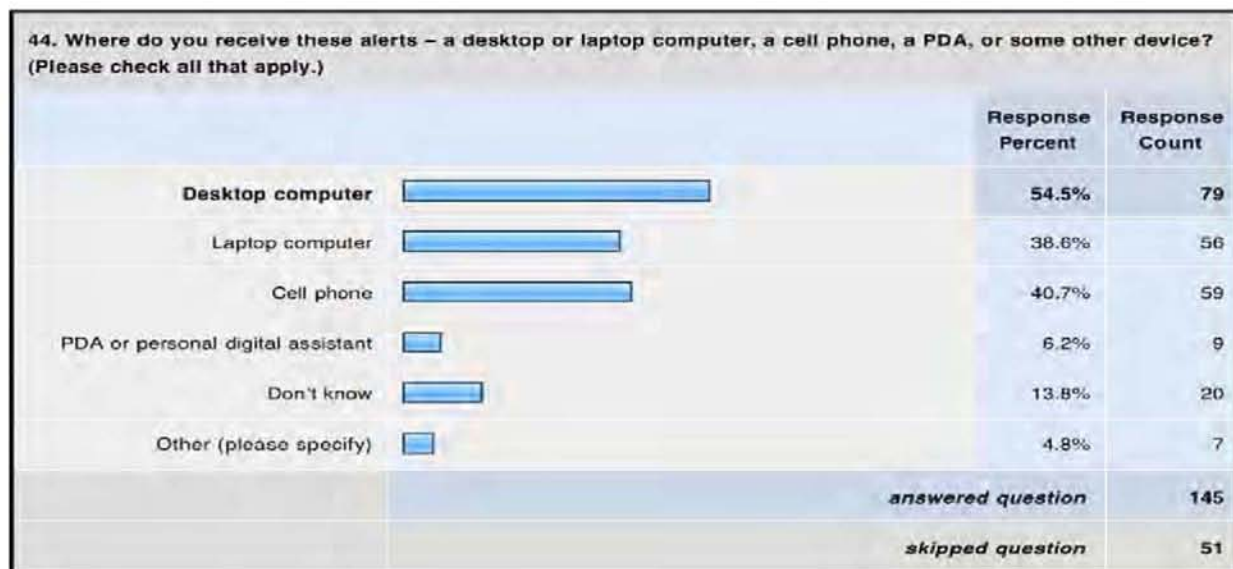 44. Where do you receive these alerts – a desktop or laptop computer, a cell phone, a PDA, or some other device?
(Please check all that apply.)
Response Percent
Response Count
Desktop computer 54.5% 79
Laptop computer 38.6% 56
Cell phone 40.7% 59
PDA or personal digital assistant 6.2% 9
Don't know 13.8% 20
Other (please specify) 4.8% 7
answered question 145
skipped question 51